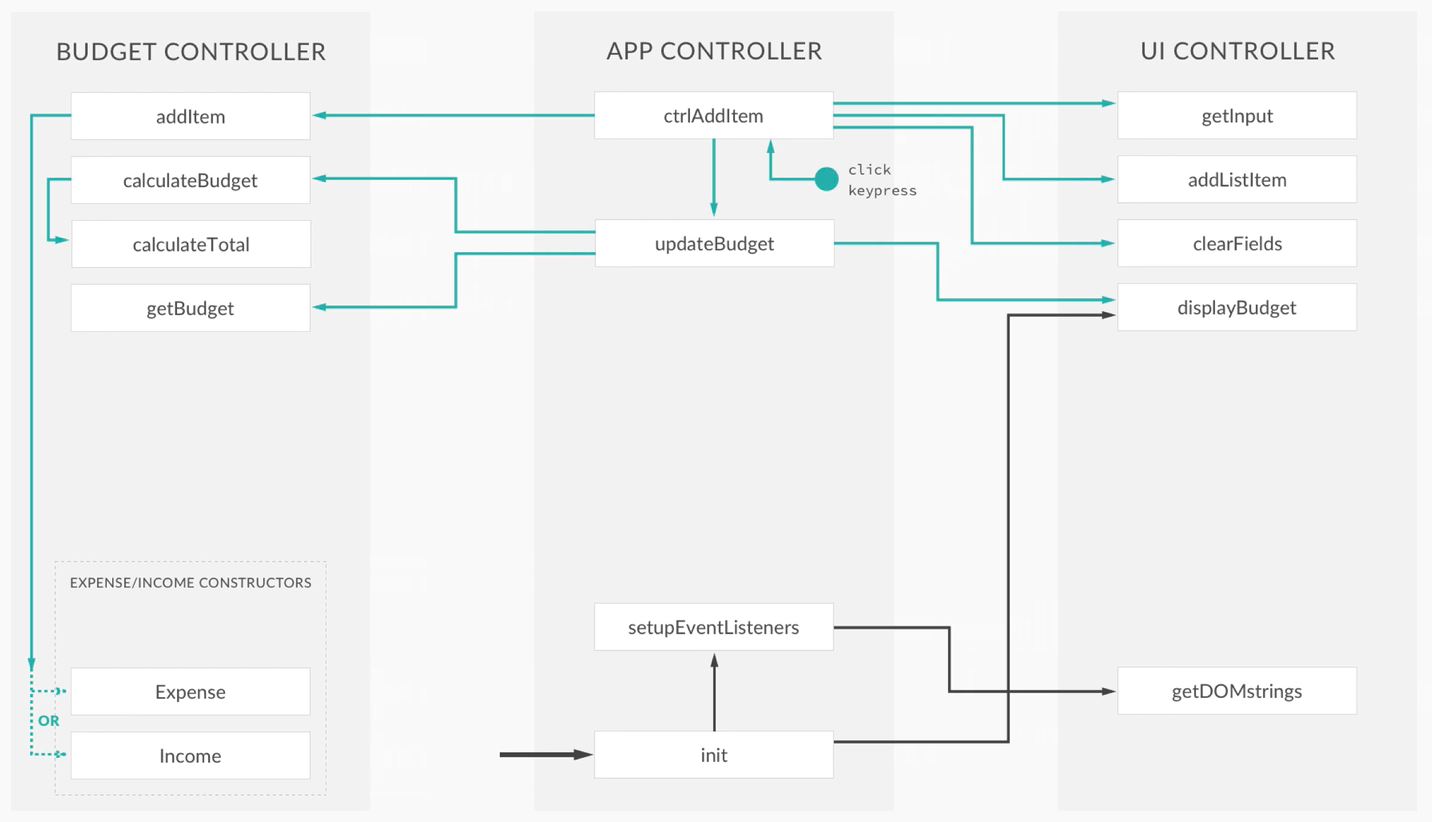 BUDGET CONTROLLER
addItem
calculateBudget
calculateTotal
getBudget
EXPENSE/INCOME CONSTRUCTORS
Expense
OR
Income
APP CONTROLLER
ctrlAddItem
click
keypress
updateBudget
setupEventListeners
init
UI CONTROLLER
getInput
addListItem
clearFields
displayBudget
getDOMstrings